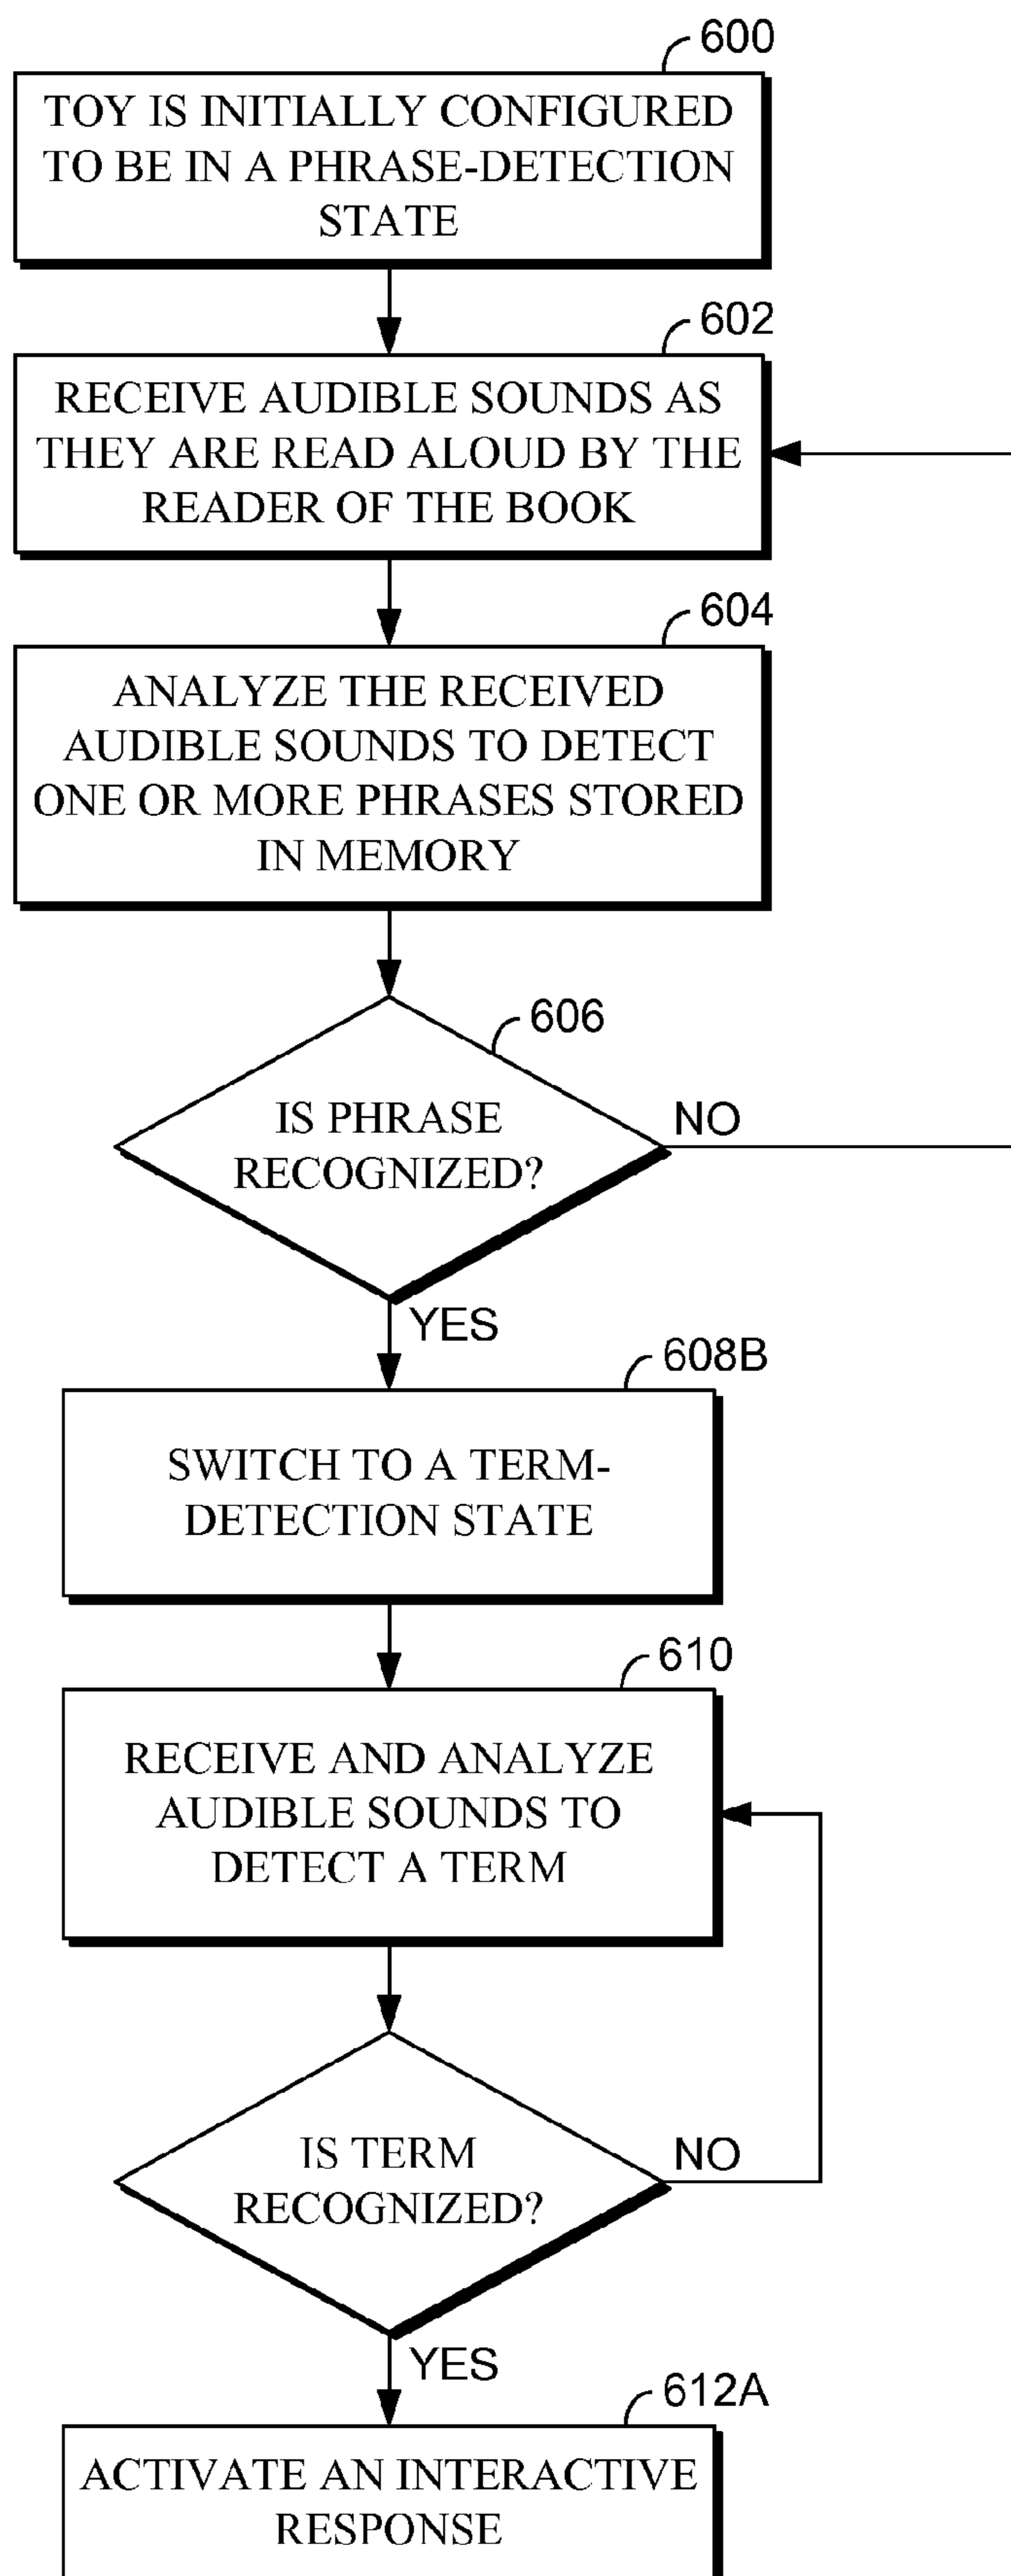 600
TOY IS INITIALLY CONFIGURED
TO BE IN A PHRASE-DETECTION
STATE
602
RECEIVE AUDIBLE SOUNDS AS
THEY ARE READ ALOUD BY THE
READER OF THE BOOK
604
ANALYZE THE RECEIVED
AUDIBLE SOUNDS TO DETECT
ONE OR MORE PHRASES STORED
IN MEMORY
606
IS PHRASE
RECOGNIZED?
NO
YES
608B
SWITCH TO A TERM-
DETECTION STATE
610
RECEIVE AND ANALYZE
AUDIBLE SOUNDS TO
DETECT A TERM
IS TERM
RECOGNIZED?
NO
YES
612A
ACTIVATE AN INTERACTIVE
RESPONSE